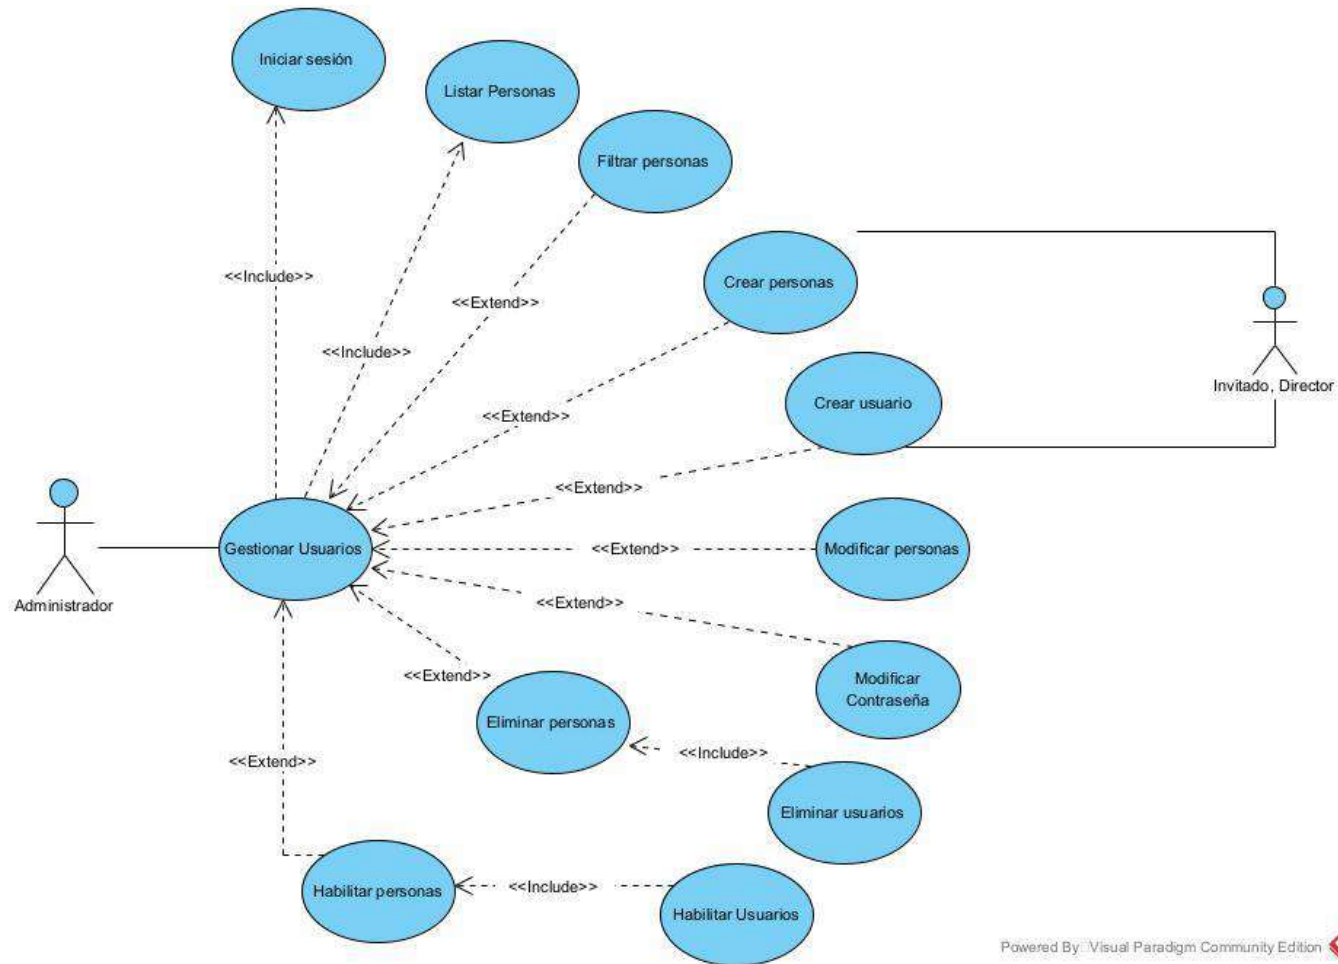 Iniciar sesión
Listar Personas
Filtrar personas
<<Include>>
Crear personas
<<Extend>>
<<Include>>
Invitado, Director
Crear usuario
<<Extend>>
<<Extend>>
Gestionar Usuarios
<<Extend>>
Modificar personas
Administrador
<<Extend>>
<<Extend>>
Modificar
Contraseña
Eliminar personas
<<Include>>
<<Extend>>
Eliminar usuarios
Habilitar personas
<<Include>>
Habilitar Usuarios
Powered By: Visual Paradigm Community Edition